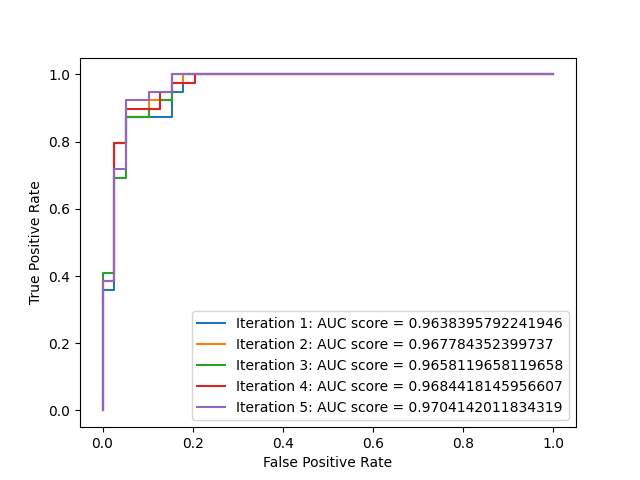 1.0
0.8
0.6
0.4
0.2
0.0
True Positive Rate
Iteration 1: AUC score = 0.9638395792241946
Iteration 2: AUC score = 0.967784352399737
Iteration 3: AUC score = 0.9658119658119658
Iteration 4: AUC score = 0.9684418145956607
Iteration 5: AUC score = 0.9704142011834319
0.0 0.2 0.4 0.6 0.8 1.0
False Positive Rate